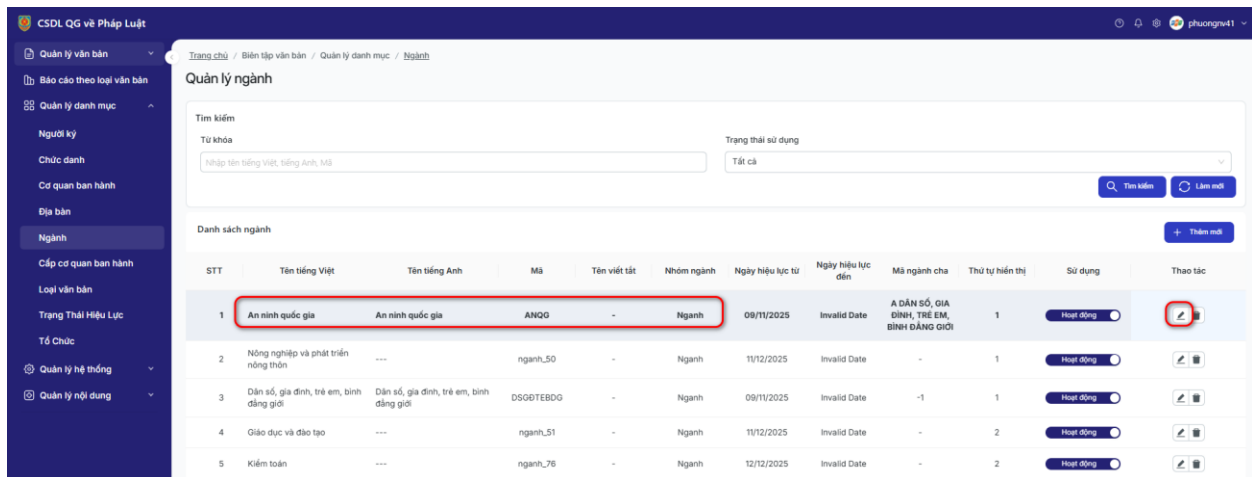 CSDL QG về Pháp Luật
phuongnv41
Quản lý văn bản
Báo cáo theo loại văn bản
Quản lý danh mục
Người ký
Chức danh
Cơ quan ban hành
Địa bàn
Ngành
Cấp cơ quan ban hành
Loại văn bản
Trạng Thái Hiệu Lực
Tổ Chức
Quản lý hệ thống
Quản lý nội dung
Trang chủ / Biên tập văn bản / Quản lý danh mục / Ngành
Quản lý ngành
Tìm kiếm
Từ khóa
Trạng thái sử dụng
Nhập tên tiếng Việt, tiếng Anh, Mã
Tất cả
Tìm kiếm
Làm mới
Danh sách ngành
+ Thêm mới
STT Tên tiếng Việt Tên tiếng Anh Mã Tên viết tắt Nhóm ngành Ngày hiệu lực từ Ngày hiệu lực đến Mã ngành cha Thứ tự hiển thị Sử dụng Thao tác
1 An ninh quốc gia An ninh quốc gia ANQG - Ngành 09/11/2025 Invalid Date A DÂN SỐ, GIA ĐÌNH, TRẺ EM, BÌNH ĐẲNG GIỚI 1 Hoạt động
2 Nông nghiệp và phát triển nông thôn --- nganh_50 - Ngành 11/12/2025 Invalid Date - 1 Hoạt động
3 Dân số, gia đình, trẻ em, bình đẳng giới Dân số, gia đình, trẻ em, bình đẳng giới DSGĐTEBDG - Ngành 09/11/2025 Invalid Date -1 1 Hoạt động
4 Giáo dục và đào tạo --- nganh_51 - Ngành 11/12/2025 Invalid Date - 2 Hoạt động
5 Kiểm toán --- nganh_76 - Ngành 12/12/2025 Invalid Date - 2 Hoạt động